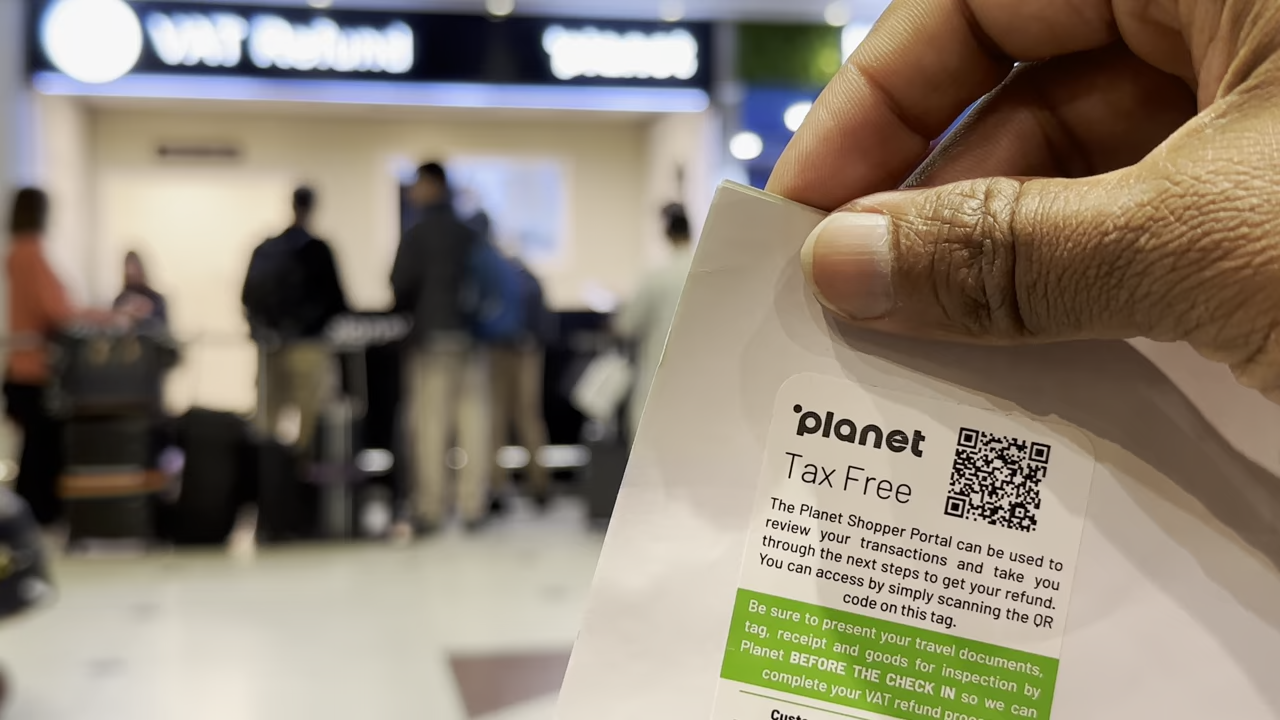 VAT Refund
planet
planet
Tax Free
The Planet Shopper Portal can be used to
review your transactions and take you
through the next steps to get your refund.
You can access by simply scanning the QR
code on this tag.
Be sure to present your travel documents,
tag, receipt and goods for inspection by
Planet BEFORE THE CHECK IN so we can
complete your VAT refund